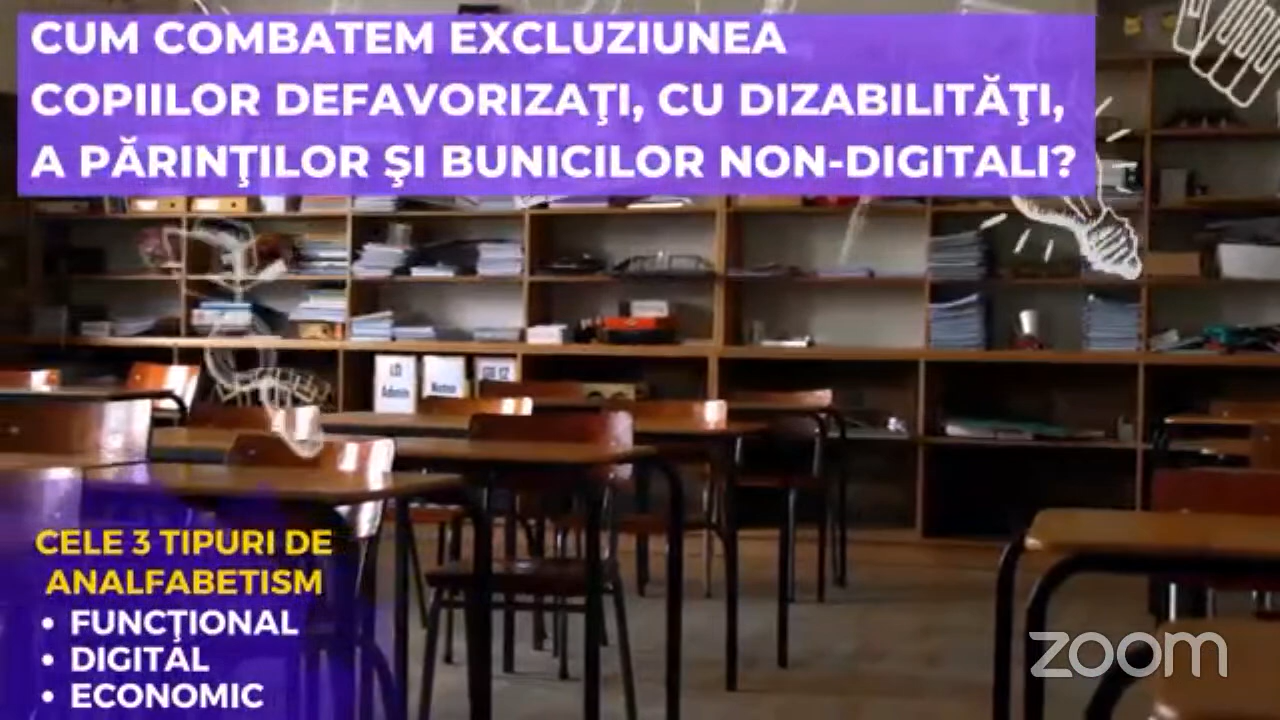 CUM COMBATEM EXCLUZIUNEA
COPIILOR DEFAVORIZAŢI, CU DIZABILITĂŢI,
A PĂRINŢILOR ŞI BUNICILOR NON-DIGITALI?
Admin
CELE 3 TIPURI DE
ANALFABETISM
• FUNCŢIONAL
• DIGITAL
• ECONOMIC
zoom